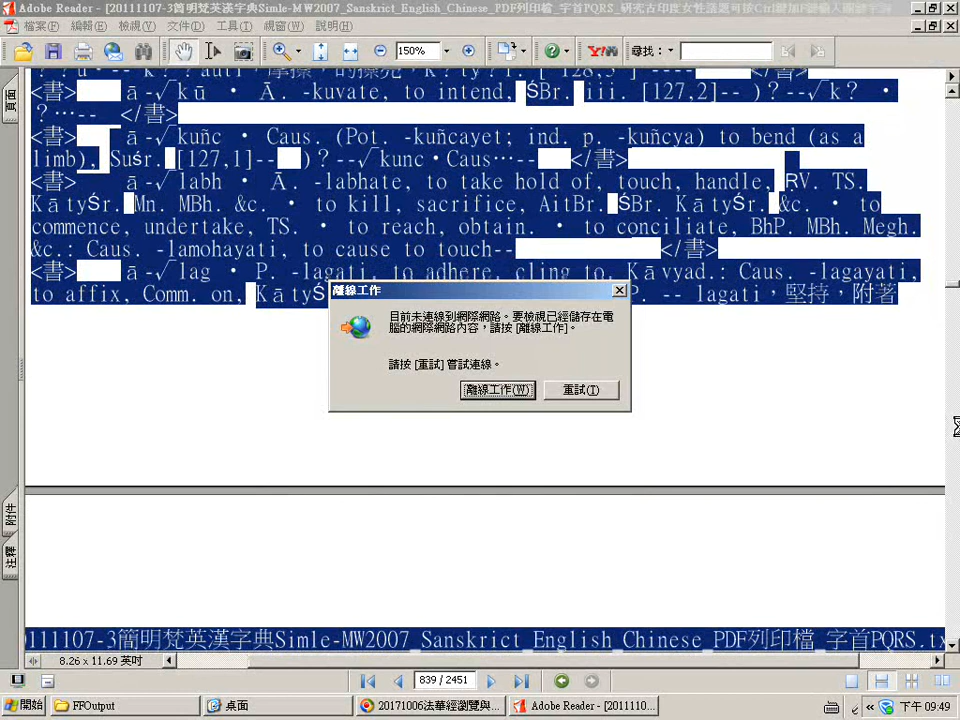 Adobe Reader - [20111107-3簡明梵英漢字典Simle-MW2007_Sanskrict_English_Chinese_PDF列印檔_字首PQRS_研究古印度女性議題可按Ctrl鍵加F鍵輸入關鍵字
檔案(F) 編輯(E) 檢視(V) 文件(D) 工具(T) 視窗(W) 說明(H)
150% 尋找：
頁面
<書> ā-√kū ‧ Ā. -kuvate, to intend, ŚBr. iii. [127,2]-- )？--√k？ ‧
？…-- </書>
<書> ā-√kuñc ‧ Caus. (Pot. -kuñcayet; ind. p. -kuñcya) to bend (as a
limb), Suśr. [127,1]-- )？--√kunc‧Caus…-- </書>
<書> ā-√labh ‧ Ā. -labhate, to take hold of, touch, handle, ṚV. TS.
KātyŚr. Mn. MBh. &c. ‧ to kill, sacrifice, AitBr. ŚBr. KātyŚr. &c. ‧ to
commence, undertake, TS. ‧ to reach, obtain. ‧ to conciliate, BhP. MBh. Megh.
&c.: Caus. -lamohayati, to cause to touch-- </書>
<書> ā-√lag ‧ P. -lagati, to adhere, cling to, Kāvyad.: Caus. -lagayati,
to affix, Comm. on, KātyŚ P. -- lagati，堅持，附著
離線工作
目前未連線到網際網路。要檢視已經儲存在電
腦的網際網路內容，請按 [離線工作]。
請按 [重試] 嘗試連線。
離線工作(W) 重試(T)
附件
注釋
0111107-3簡明梵英漢字典Simle-MW2007_Sanskrict_English_Chinese_PDF列印檔_字首PQRS.tx
8.26 x 11.69 英吋
839 / 2451
開始 FFOutput 桌面 20171006法華經瀏覽與... Adobe Reader - [2011110... 下午 09:49